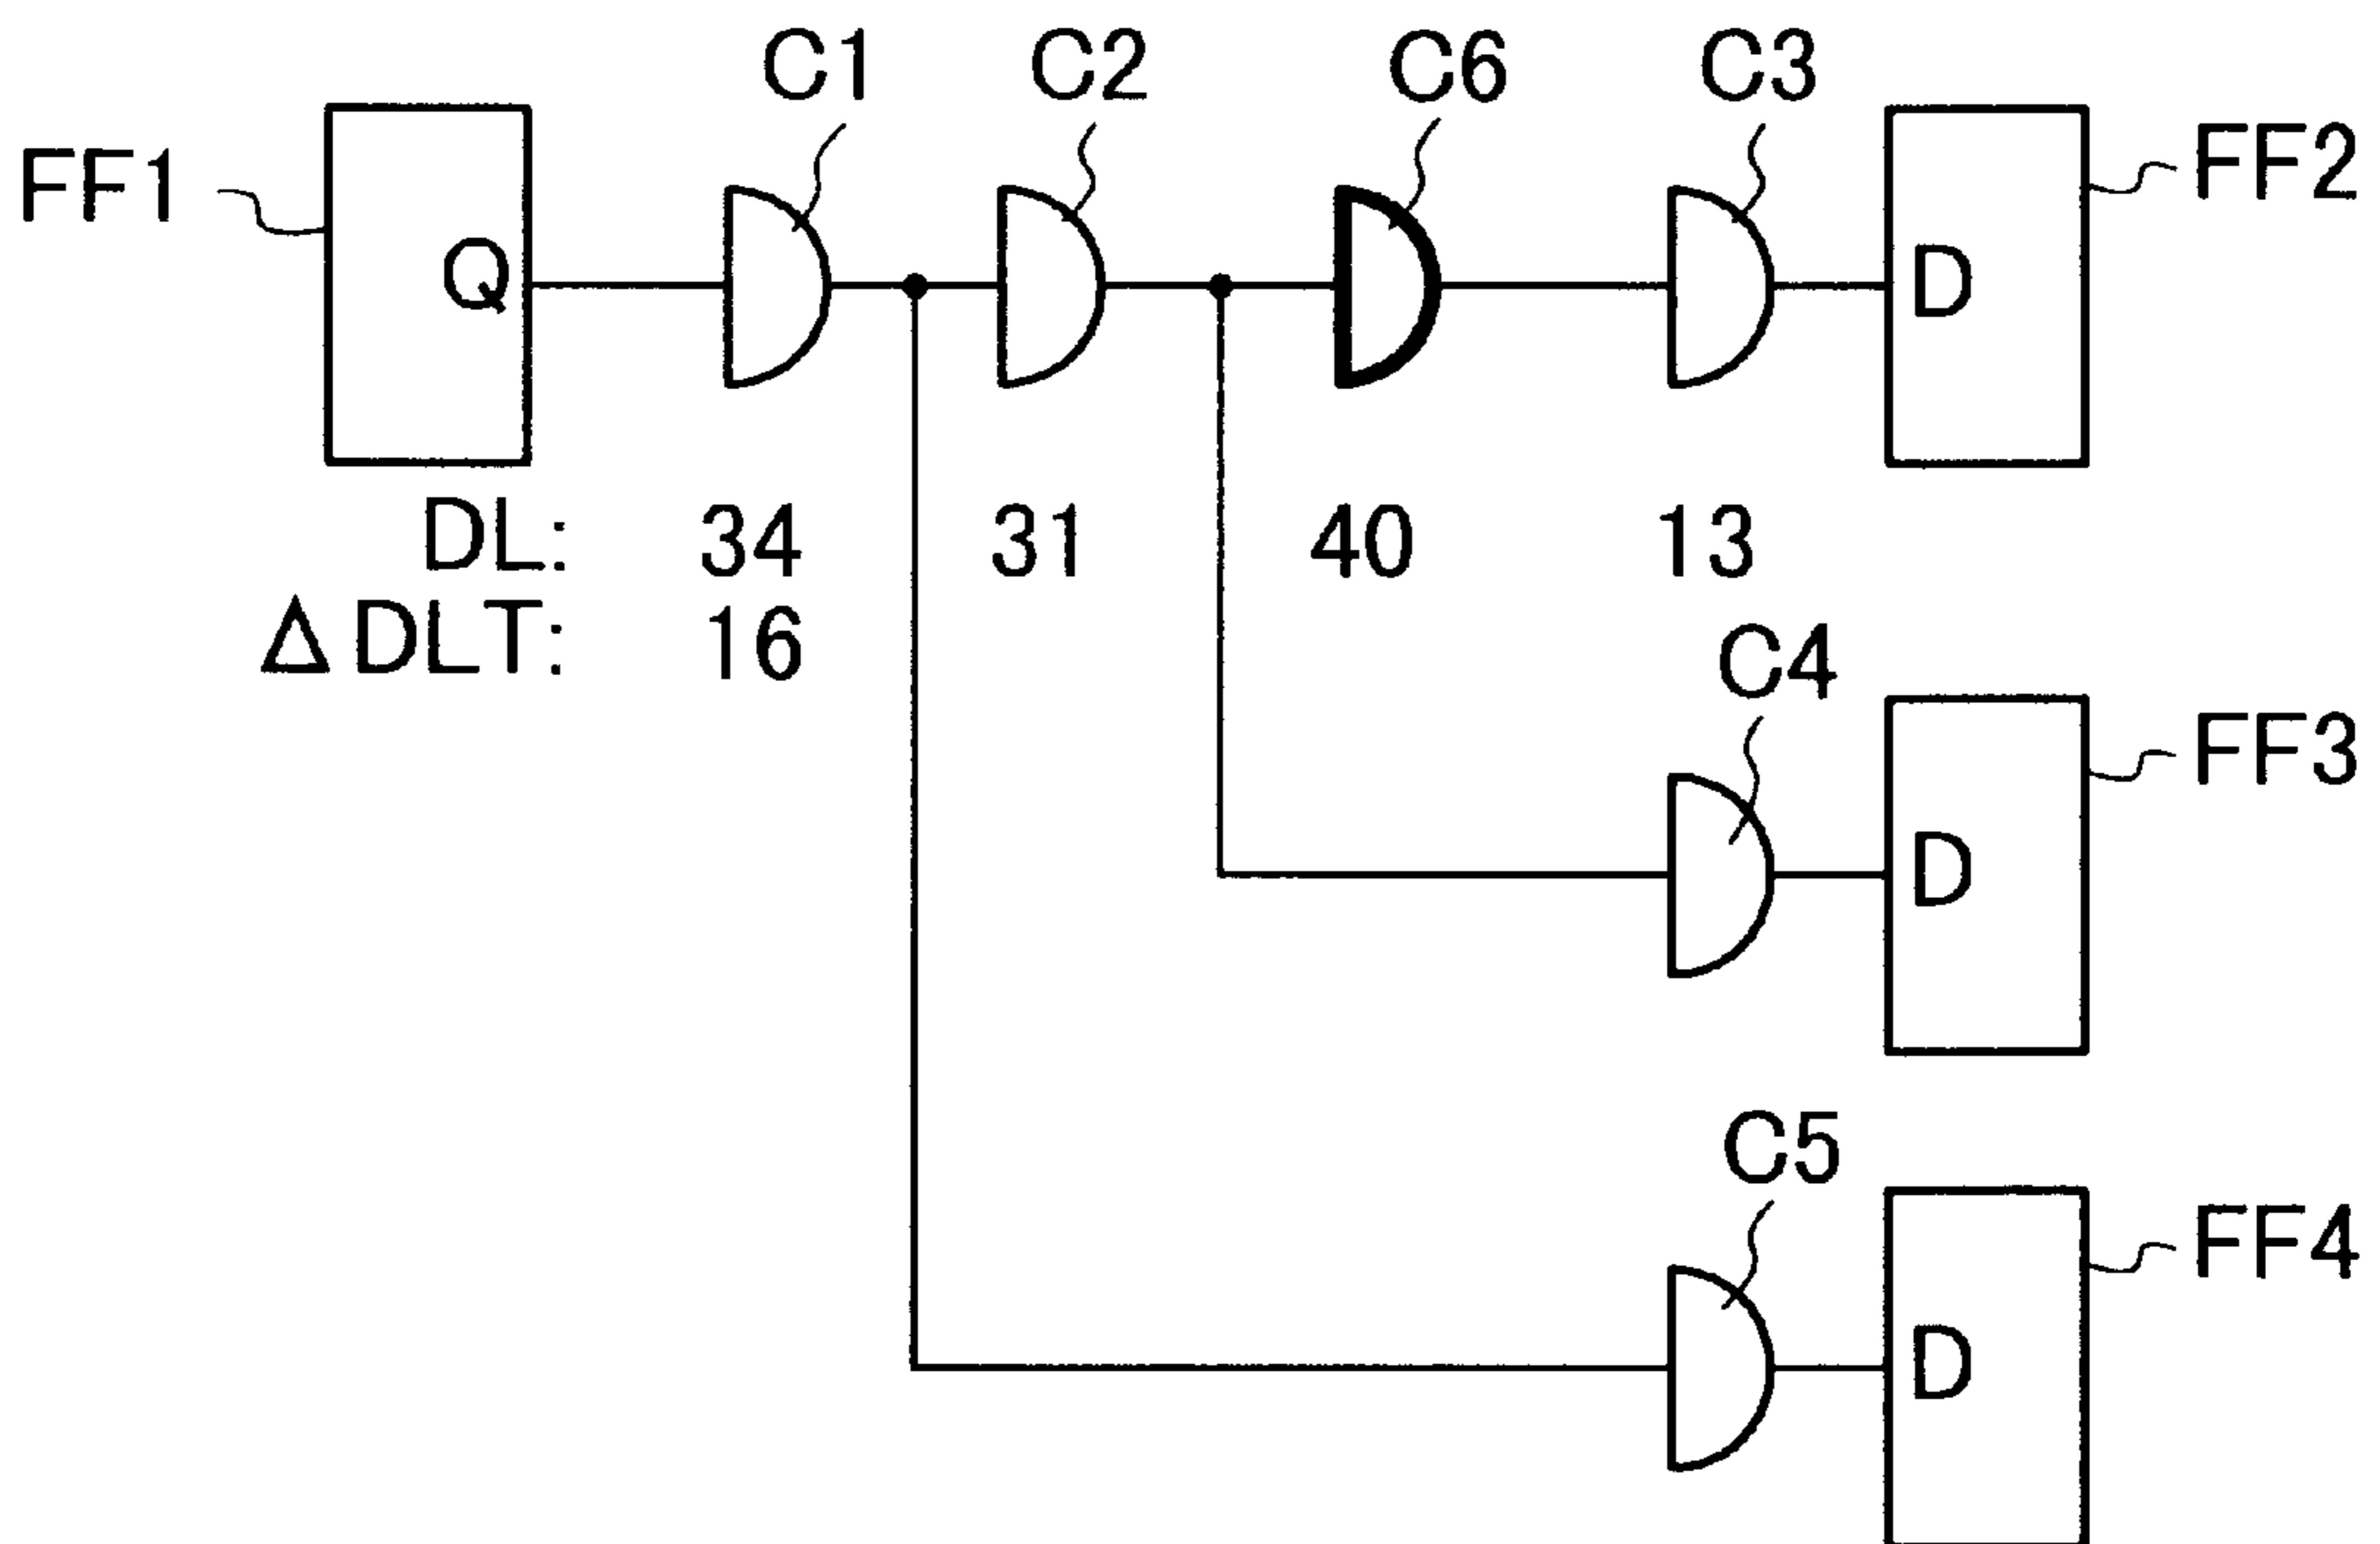 C1 C2 C6 C3
FF1 FF2
Q D
DL: 34 31 40 13
ΔDLT: 16
C4
FF3
D
C5
FF4
D